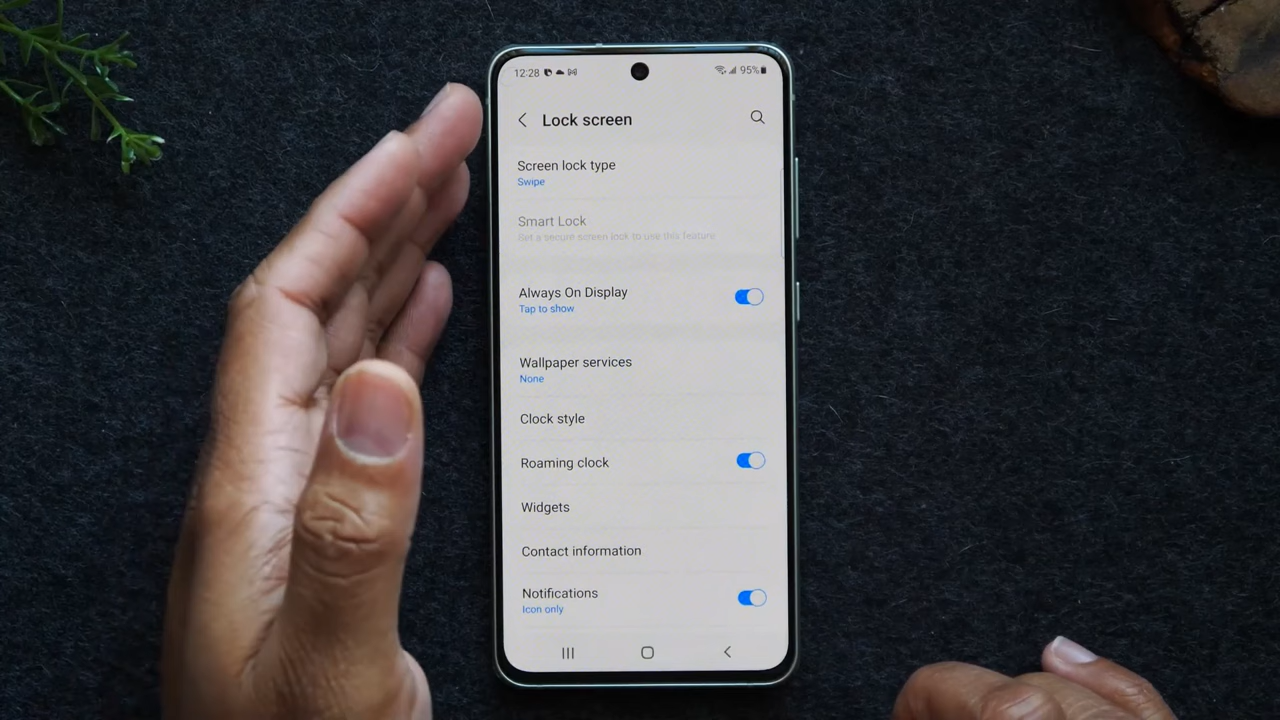 12:28 95%
Lock screen
Screen lock type
Swipe
Smart Lock
Set a secure screen lock to use this feature
Always On Display
Tap to show
Wallpaper services
None
Clock style
Roaming clock
Widgets
Contact information
Notifications
Icon only